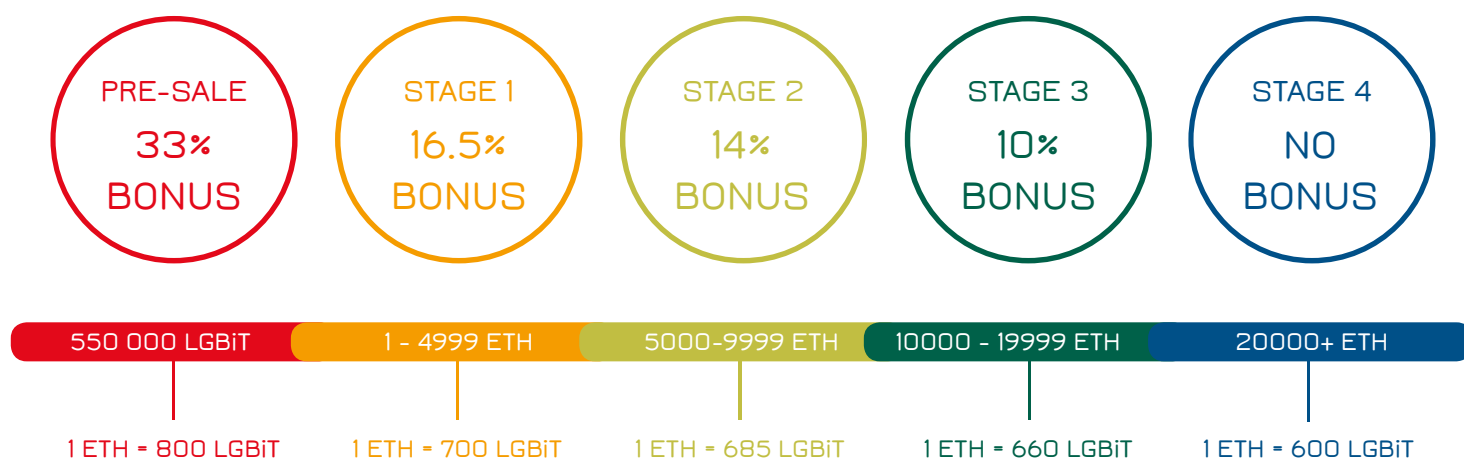 PRE-SALE
33%
BONUS
STAGE 1
16.5%
BONUS
STAGE 2
14%
BONUS
STAGE 3
10%
BONUS
STAGE 4
NO
BONUS
550 000 LGBiT
1 - 4999 ETH
5000-9999 ETH
10000 - 19999 ETH
20000+ ETH
1 ETH = 800 LGBiT
1 ETH = 700 LGBiT
1 ETH = 685 LGBiT
1 ETH = 660 LGBiT
1 ETH = 600 LGBiT